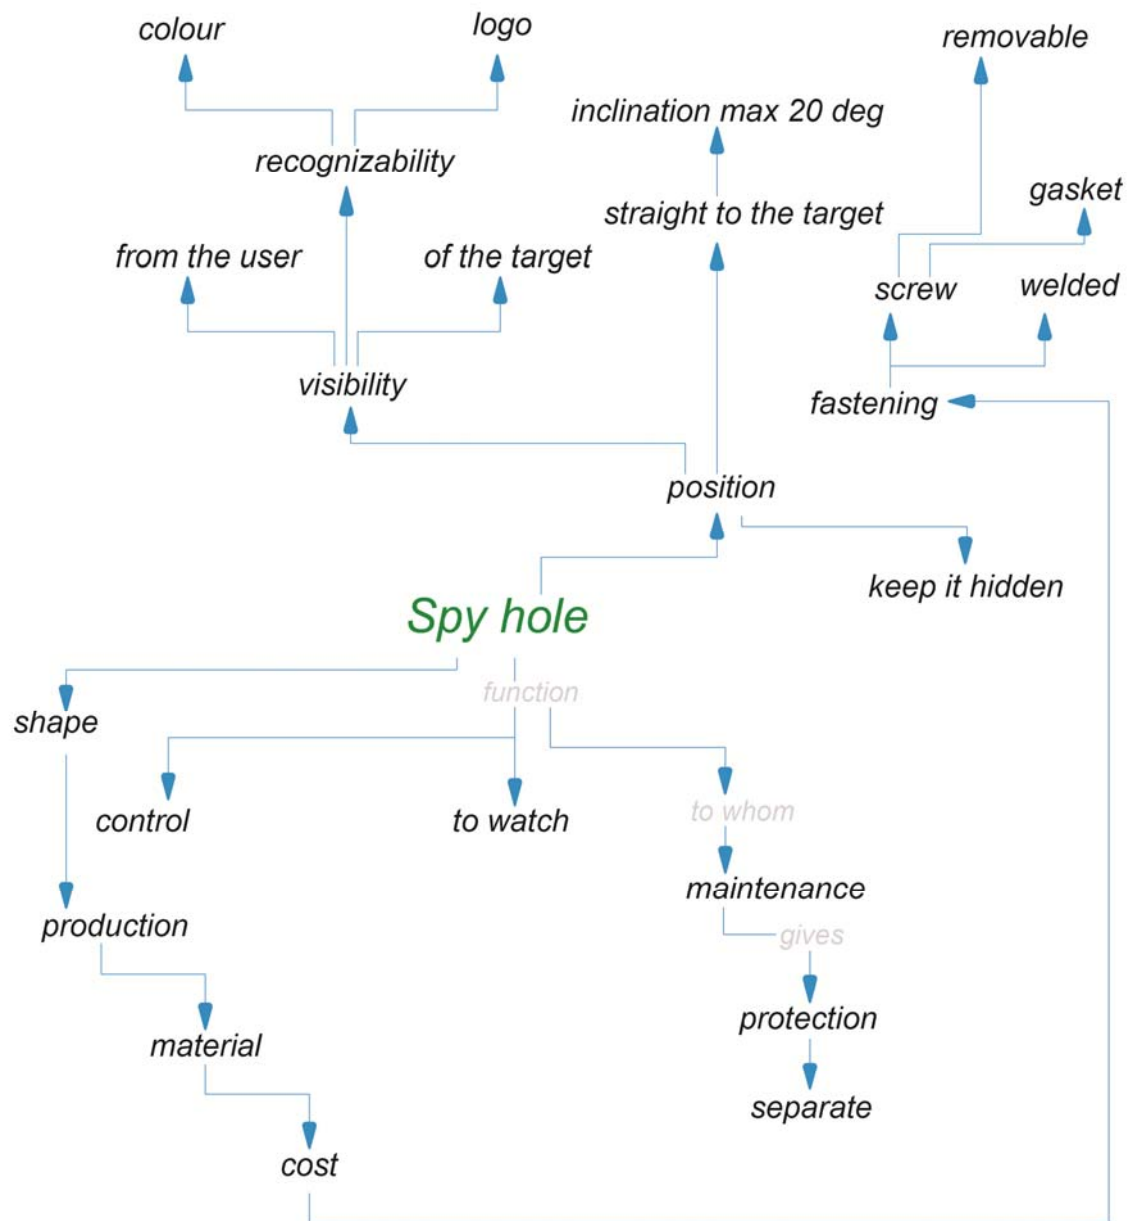 colour
logo
removable
inclination max 20 deg
recognizability
gasket
straight to the target
from the user
of the target
screw
welded
visibility
fastening
position
keep it hidden
Spy hole
function
shape
control
to watch
to whom
maintenance
production
gives
protection
material
separate
cost